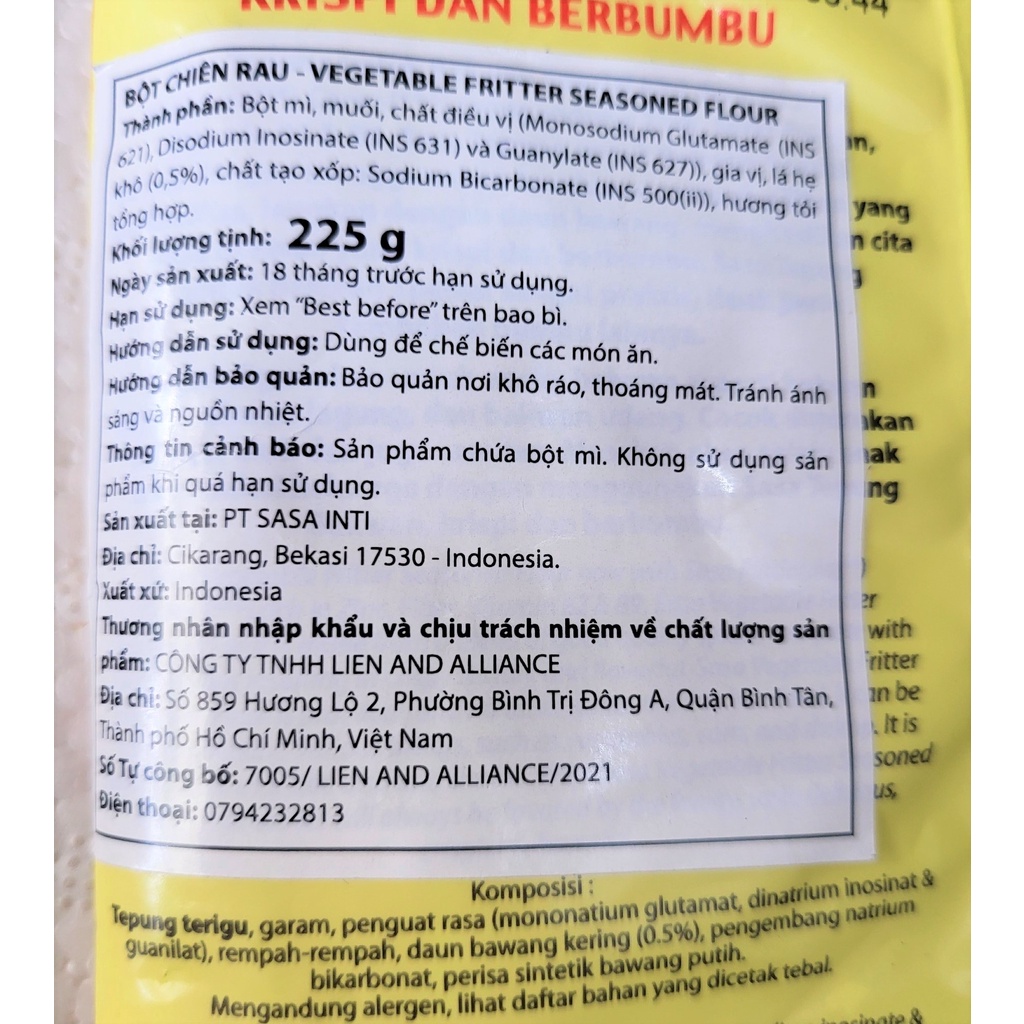 KRISPI DAN BERBUMBU
BỘT CHIÊN RAU - VEGETABLE FRITTER SEASONED FLOUR
Thành phần: Bột mì, muối, chất điều vị (Monosodium Glutamate (INS
621), Disodium Inosinate (INS 631) và Guanylate (INS 627)), gia vị, lá hẹ
khô (0,5%), chất tạo xốp: Sodium Bicarbonate (INS 500(ii)), hương tỏi
tổng hợp.
yang
cita
Khối lượng tịnh: 225 g
Ngày sản xuất: 18 tháng trước hạn sử dụng.
Hạn sử dụng: Xem "Best before" trên bao bì.
Hướng dẫn sử dụng: Dùng để chế biến các món ăn.
Hướng dẫn bảo quản: Bảo quản nơi khô ráo, thoáng mát. Tránh ánh
sáng và nguồn nhiệt.
Thông tin cảnh báo: Sản phẩm chứa bột mì. Không sử dụng sản
phẩm khi quá hạn sử dụng.
Sản xuất tại: PT SASA INTI
Địa chỉ: Cikarang, Bekasi 17530 - Indonesia.
Xuất xứ: Indonesia
Thương nhân nhập khẩu và chịu trách nhiệm về chất lượng sản
with
phẩm: CÔNG TY TNHH LIEN AND ALLIANCE
Địa chỉ: Số 859 Hương Lộ 2, Phường Bình Trị Đông A, Quận Bình Tân,
be
Thành phố Hồ Chí Minh, Việt Nam
It is
Số Tự công bố: 7005/ LIEN AND ALLIANCE/2021
Điện thoại: 0794232813
Komposisi :
Tepung terigu, garam, penguat rasa (mononatium glutamat, dinatrium inosinat &
guanilat), rempah-rempah, daun bawang kering (0.5%), pengembang natrium
bikarbonat, perisa sintetik bawang putih.
Mengandung alergen, lihat daftar bahan yang dicetak tebal.